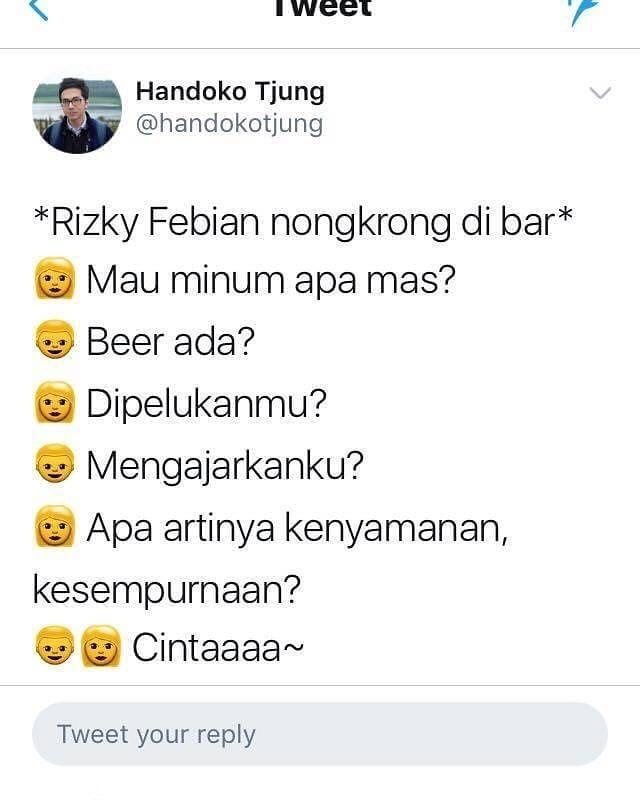 Tweet
Handoko Tjung
@handokotjung
*Rizky Febian nongkrong di bar*
👩 Mau minum apa mas?
👨 Beer ada?
👩 Dipelukanmu?
👨 Mengajarkanku?
👩 Apa artinya kenyamanan,
kesempurnaan?
👨👩 Cintaaaa~
Tweet your reply